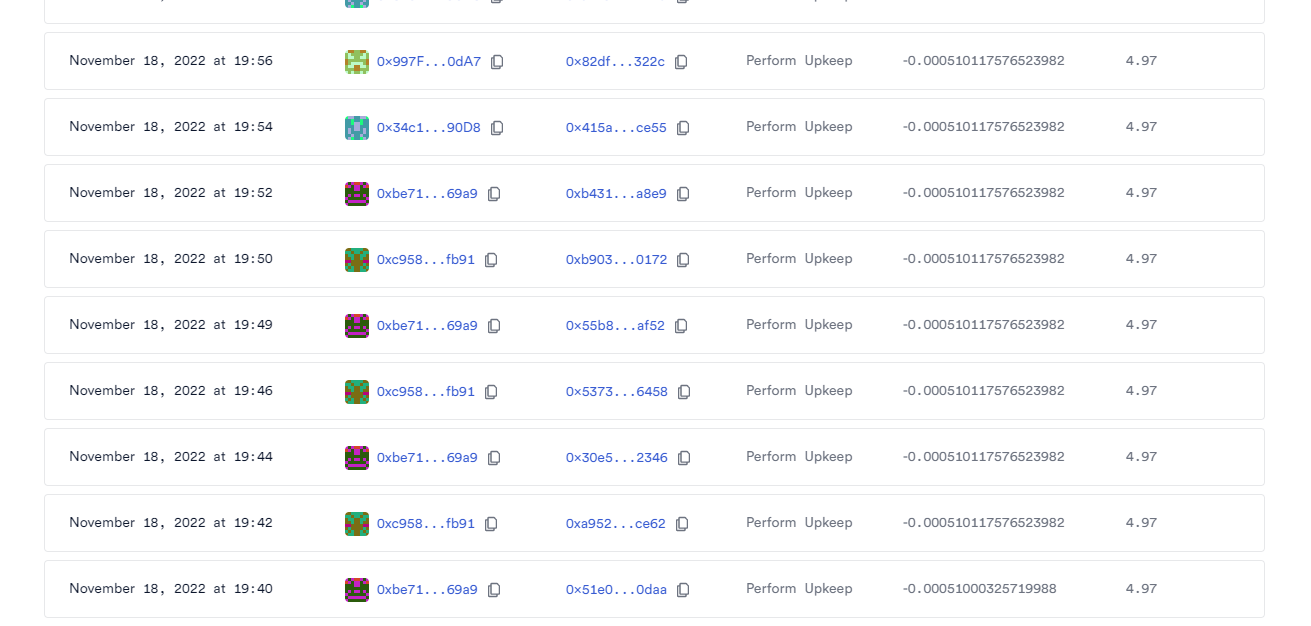 November 18, 2022 at 19:56 0x997F...0dA7 0x82df...322c Perform Upkeep -0.000510117576523982 4.97
November 18, 2022 at 19:54 0x34c1...90D8 0x415a...ce55 Perform Upkeep -0.000510117576523982 4.97
November 18, 2022 at 19:52 0xbe71...69a9 0xb431...a8e9 Perform Upkeep -0.000510117576523982 4.97
November 18, 2022 at 19:50 0xc958...fb91 0xb903...0172 Perform Upkeep -0.000510117576523982 4.97
November 18, 2022 at 19:49 0xbe71...69a9 0x55b8...af52 Perform Upkeep -0.000510117576523982 4.97
November 18, 2022 at 19:46 0xc958...fb91 0x5373...6458 Perform Upkeep -0.000510117576523982 4.97
November 18, 2022 at 19:44 0xbe71...69a9 0x30e5...2346 Perform Upkeep -0.000510117576523982 4.97
November 18, 2022 at 19:42 0xc958...fb91 0xa952...ce62 Perform Upkeep -0.000510117576523982 4.97
November 18, 2022 at 19:40 0xbe71...69a9 0x51e0...0daa Perform Upkeep -0.00051000325719988 4.97